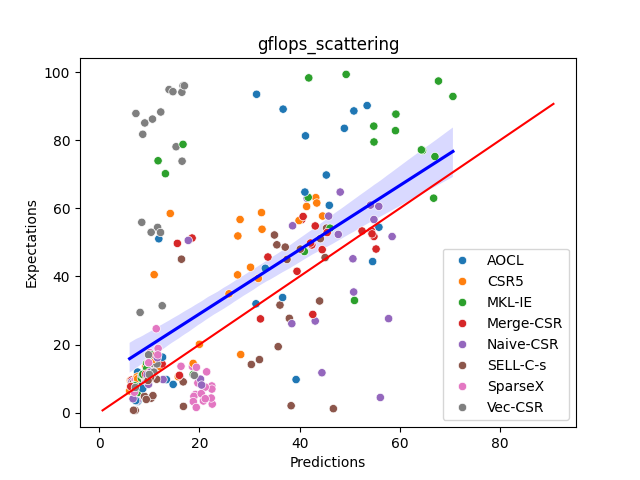 gflops_scattering
100
80
60
40
20
0
Expectations
0 20 40 60 80
Predictions
AOCL
CSR5
MKL-IE
Merge-CSR
Naive-CSR
SELL-C-s
SparseX
Vec-CSR